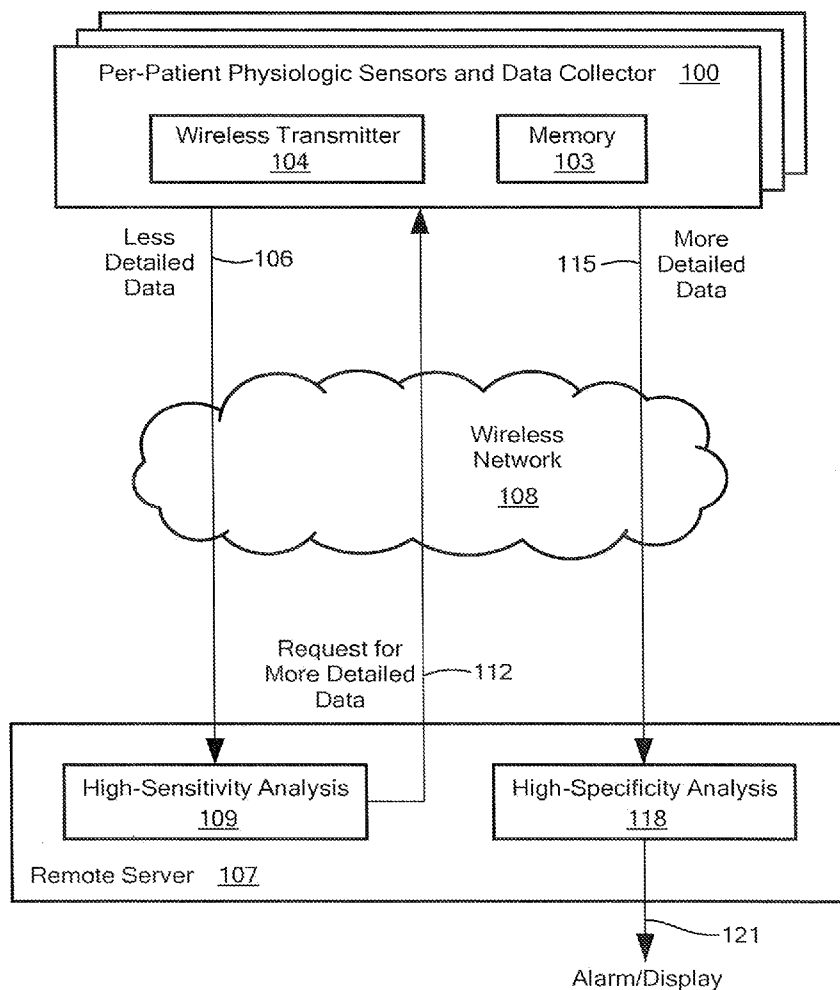 Per-Patient Physiologic Sensors and Data Collector 100
Wireless Transmitter
104
Memory
103
Less
Detailed
Data
106
115
More
Detailed
Data
Wireless
Network
108
Request for
More Detailed
Data
112
High-Sensitivity Analysis
109
High-Specificity Analysis
118
Remote Server 107
121
Alarm/Display